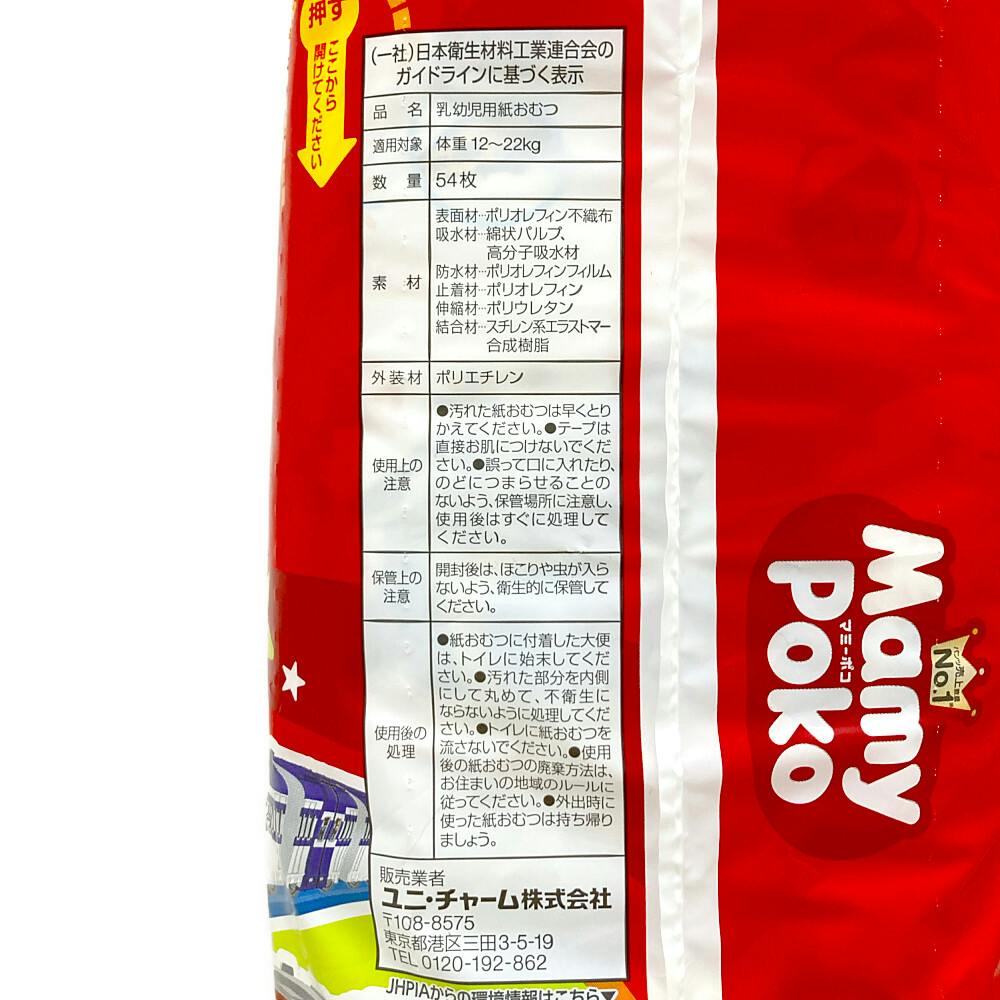 押す
ここから
開けてください
(一社)日本衛生材料工業連合会の
ガイドラインに基づく表示
品 名 乳幼児用紙おむつ
適用対象 体重 12～22kg
数 量 54枚
素 材
表面材…ポリオレフィン不織布
吸水材…綿状パルプ、
高分子吸水材
防水材…ポリオレフィンフィルム
止着材…ポリオレフィン
伸縮材…ポリウレタン
結合材…スチレン系エラストマー
合成樹脂
外装材 ポリエチレン
使用上の
注意
●汚れた紙おむつは早くとり
かえてください。●テープは
直接お肌につけないでくだ
さい。●誤って口に入れたり、
のどにつまらせることの
ないよう、保管場所に注意し、
使用後はすぐに処理して
ください。
保管上の
注意
開封後は、ほこりや虫が入ら
ないよう、衛生的に保管して
ください。
使用後の
処理
●紙おむつに付着した大便
は、トイレに始末してくだ
さい。●汚れた部分を内側
にして丸めて、不衛生に
ならないように処理してくだ
さい。●トイレに紙おむつを
流さないでください。●使用
後の紙おむつの廃棄方法は、
お住まいの地域のルールに
従ってください。●外出時に
使った紙おむつは持ち帰り
ましょう。
販売業者
ユニ・チャーム株式会社
〒108-8575
東京都港区三田3-5-19
TEL 0120-192-862
JHPIAからの環境情報はこちら▼
Mamy
Poko
マミーポコ
No.1